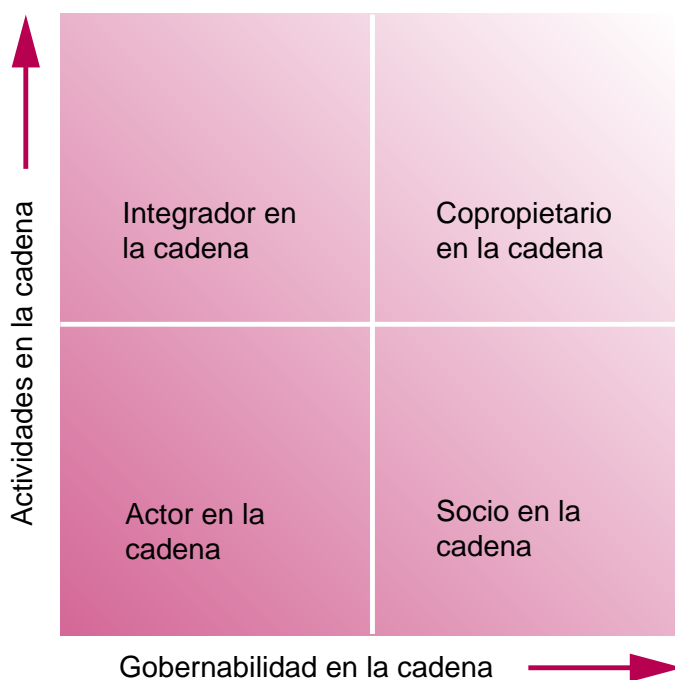 Actividades en la cadena
Integrador en
la cadena
Copropietario
en la cadena
Actor en la
cadena
Socio en la
cadena
Gobernabilidad en la cadena